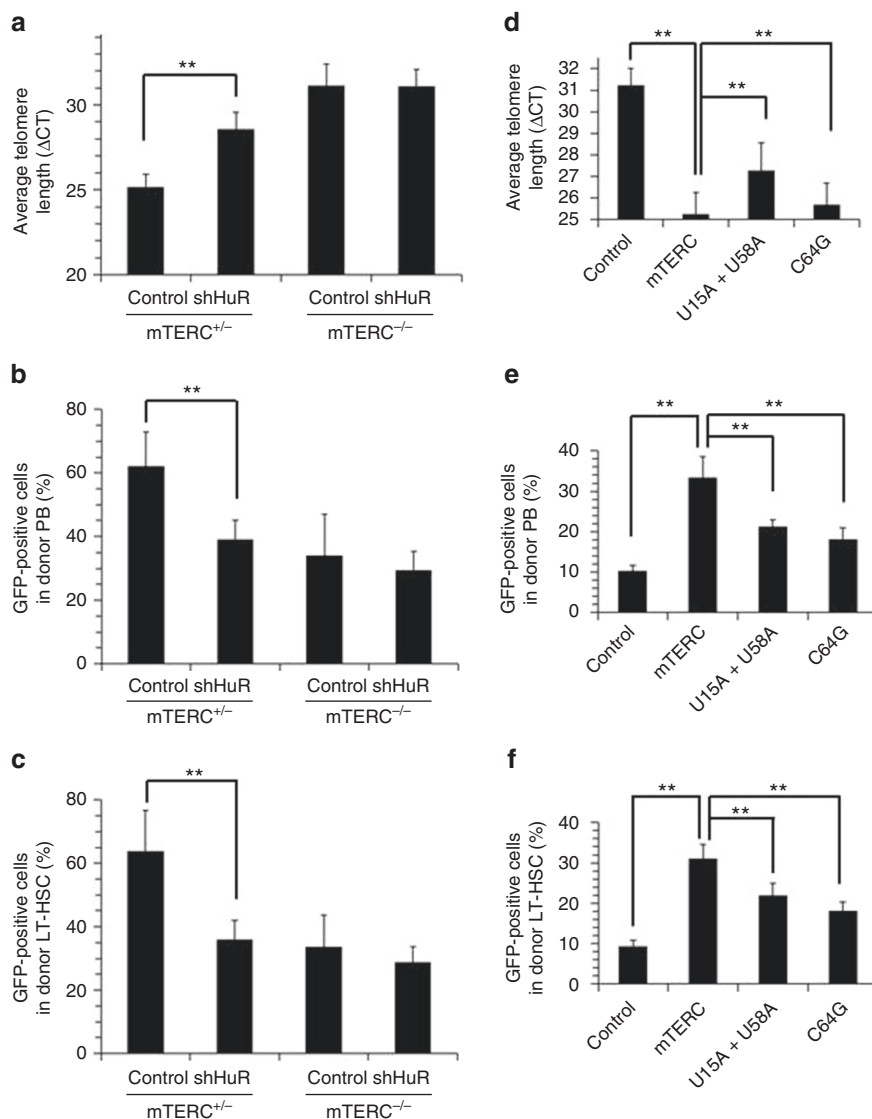 a
**
30
25
20
Average telomere
length (ΔCT)
Control shHuR
Control shHuR
mTERC+/–
mTERC–/–
b
**
80
60
40
20
0
GFP-positive cells
in donor PB (%)
Control shHuR
Control shHuR
mTERC+/–
mTERC–/–
c
**
80
60
40
20
0
GFP-positive cells
in donor LT-HSC (%)
Control shHuR
Control shHuR
mTERC+/–
mTERC–/–
d
**
**
**
32
31
30
29
28
27
26
25
Average telomere
length (ΔCT)
Control
mTERC
U15A + U58A
C64G
e
**
**
**
40
30
20
10
0
GFP-positive cells
in donor PB (%)
Control
mTERC
U15A + U58A
C64G
f
**
**
**
40
30
20
10
0
GFP-positive cells
in donor LT-HSC (%)
Control
mTERC
U15A + U58A
C64G